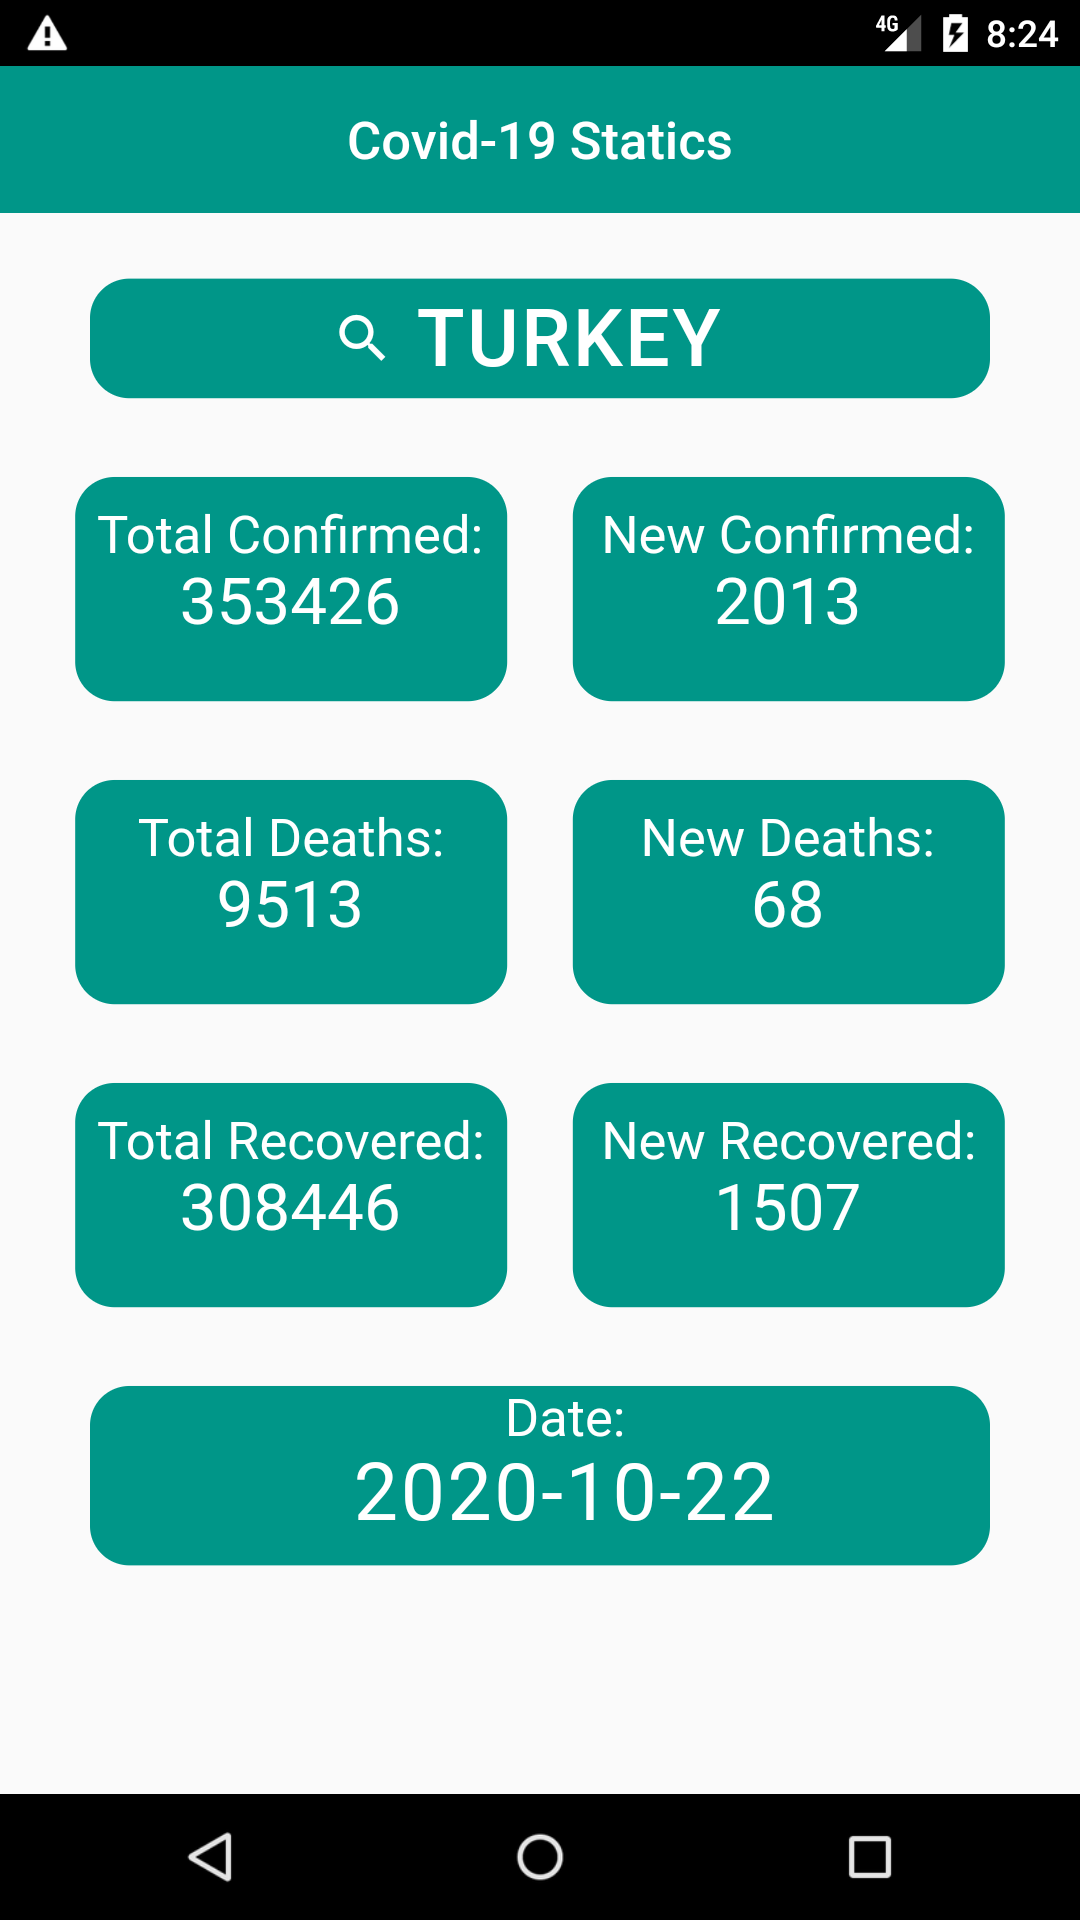 4G 8:24
Covid-19 Statics
TURKEY
Total Confirmed:
353426
New Confirmed:
2013
Total Deaths:
9513
New Deaths:
68
Total Recovered:
308446
New Recovered:
1507
Date:
2020-10-22